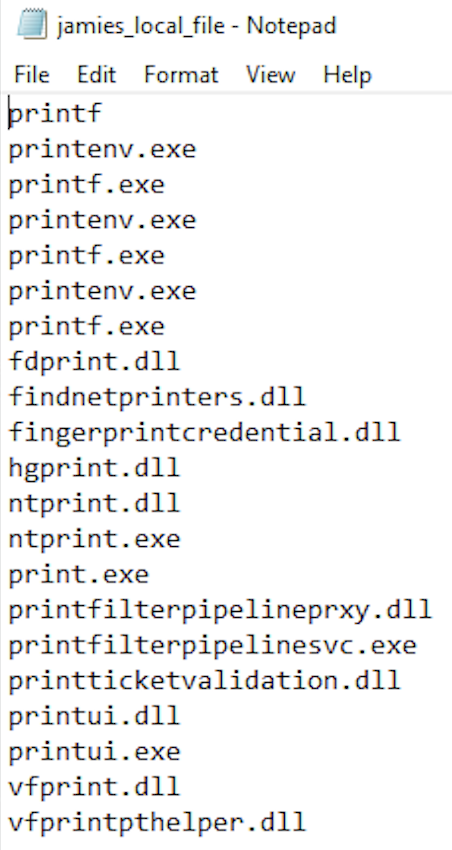 jamies_local_file - Notepad
File Edit Format View Help
printf
printenv.exe
printf.exe
printenv.exe
printf.exe
printenv.exe
printf.exe
fdprint.dll
findnetprinters.dll
fingerprintcredential.dll
hgprint.dll
ntprint.dll
ntprint.exe
print.exe
printfilterpipelineprxy.dll
printfilterpipelinesvc.exe
printticketvalidation.dll
printui.dll
printui.exe
vfprint.dll
vfprintpthelper.dll